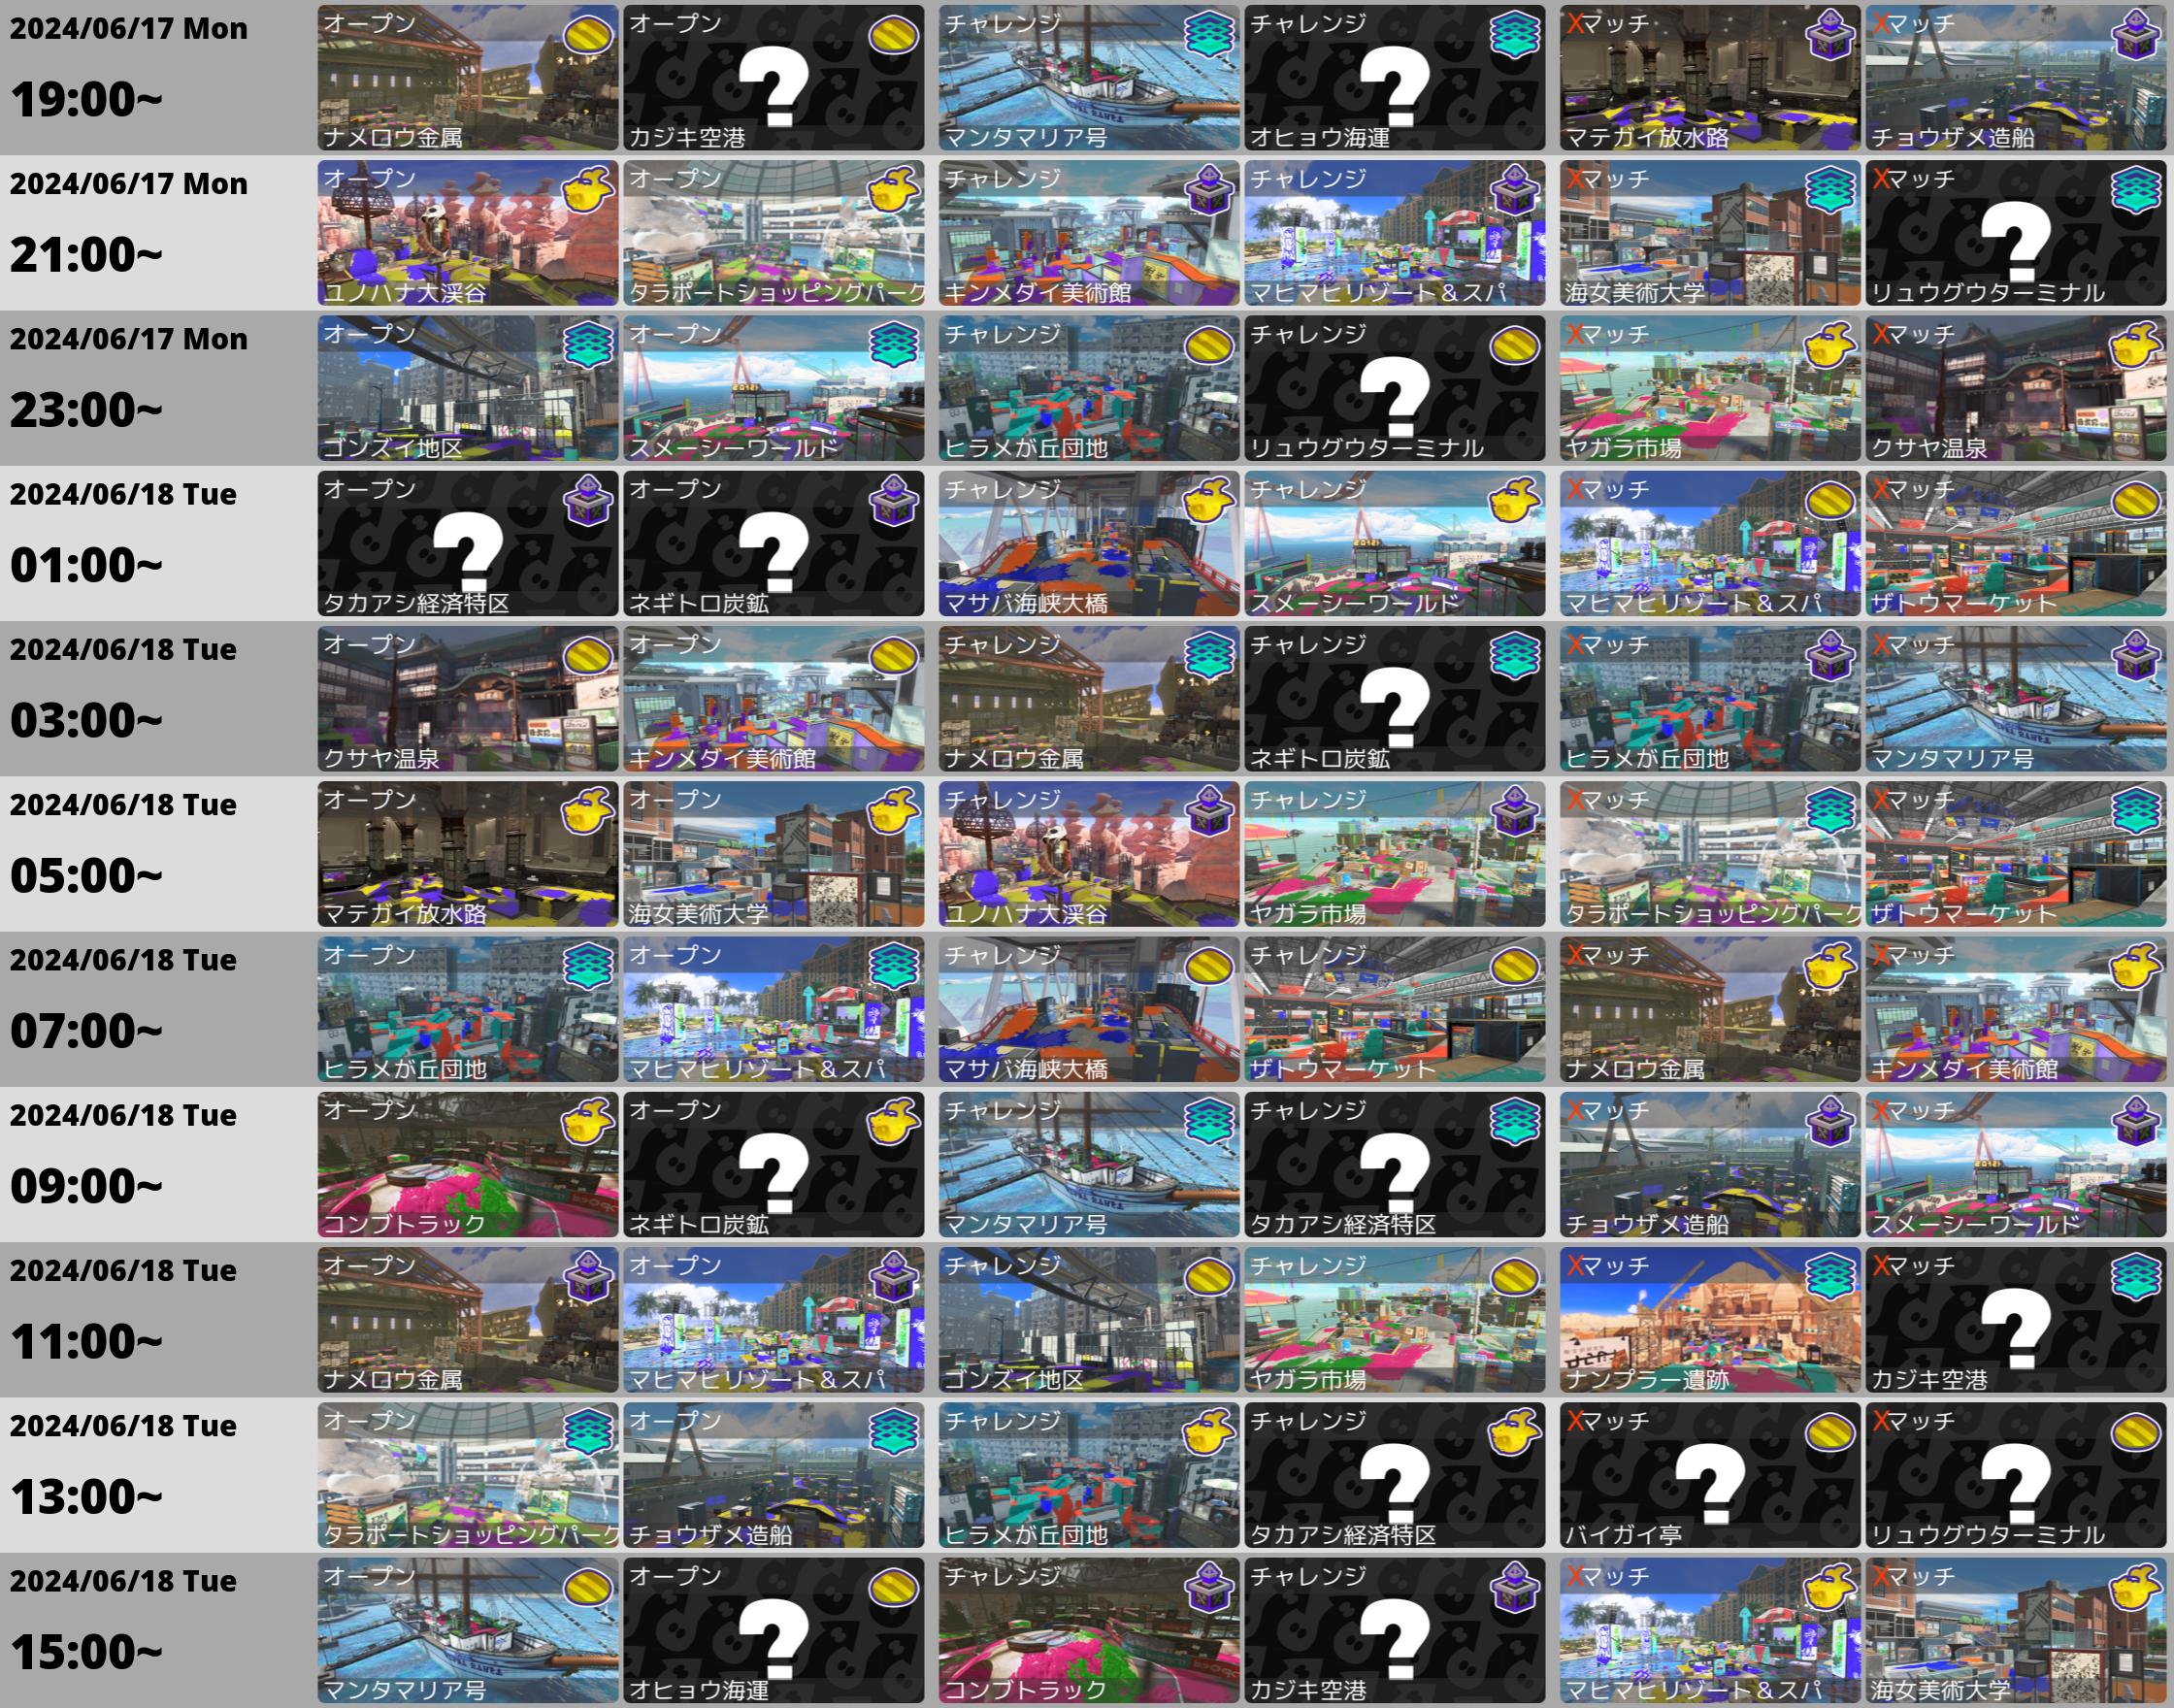 2024/06/17 Mon
19:00~
オープン
ナメロウ金属
オープン
カジキ空港
チャレンジ
マンタマリア号
チャレンジ
オヒョウ海運
Xマッチ
マテガイ放水路
Xマッチ
チョウザメ造船
2024/06/17 Mon
21:00~
オープン
ユノハナ大渓谷
オープン
タラポートショッピングパーク
チャレンジ
キンメダイ美術館
チャレンジ
マヒマヒリゾート＆スパ
Xマッチ
海女美術大学
Xマッチ
リュウグウターミナル
2024/06/17 Mon
23:00~
オープン
ゴンズイ地区
オープン
スメーシーワールド
チャレンジ
ヒラメが丘団地
チャレンジ
リュウグウターミナル
Xマッチ
ヤガラ市場
Xマッチ
クサヤ温泉
2024/06/18 Tue
01:00~
オープン
タカアシ経済特区
オープン
ネギトロ炭鉱
チャレンジ
マサバ海峡大橋
チャレンジ
スメーシーワールド
Xマッチ
マヒマヒリゾート＆スパ
Xマッチ
ザトウマーケット
2024/06/18 Tue
03:00~
オープン
クサヤ温泉
オープン
キンメダイ美術館
チャレンジ
ナメロウ金属
チャレンジ
ネギトロ炭鉱
Xマッチ
ヒラメが丘団地
Xマッチ
マンタマリア号
2024/06/18 Tue
05:00~
オープン
マテガイ放水路
オープン
海女美術大学
チャレンジ
ユノハナ大渓谷
チャレンジ
ヤガラ市場
Xマッチ
タラポートショッピングパーク
Xマッチ
ザトウマーケット
2024/06/18 Tue
07:00~
オープン
ヒラメが丘団地
オープン
マヒマヒリゾート＆スパ
チャレンジ
マサバ海峡大橋
チャレンジ
ザトウマーケット
Xマッチ
ナメロウ金属
Xマッチ
キンメダイ美術館
2024/06/18 Tue
09:00~
オープン
コンブトラック
オープン
ネギトロ炭鉱
チャレンジ
マンタマリア号
チャレンジ
タカアシ経済特区
Xマッチ
チョウザメ造船
Xマッチ
スメーシーワールド
2024/06/18 Tue
11:00~
オープン
ナメロウ金属
オープン
マヒマヒリゾート＆スパ
チャレンジ
ゴンズイ地区
チャレンジ
ヤガラ市場
Xマッチ
ナンプラー遺跡
Xマッチ
カジキ空港
2024/06/18 Tue
13:00~
オープン
タラポートショッピングパーク
オープン
チョウザメ造船
チャレンジ
ヒラメが丘団地
チャレンジ
タカアシ経済特区
Xマッチ
バイガイ亭
Xマッチ
リュウグウターミナル
2024/06/18 Tue
15:00~
オープン
マンタマリア号
オープン
オヒョウ海運
チャレンジ
コンブトラック
チャレンジ
カジキ空港
Xマッチ
マヒマヒリゾート＆スパ
Xマッチ
海女美術大学